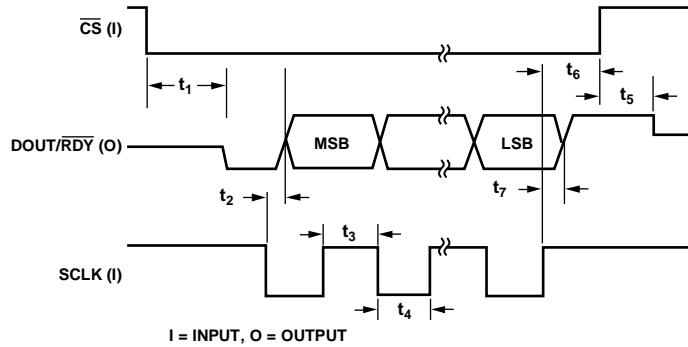 CS (I)
t6
t1
t5
DOUT/RDY (O)
MSB
LSB
t2
t7
t3
SCLK (I)
t4
I = INPUT, O = OUTPUT